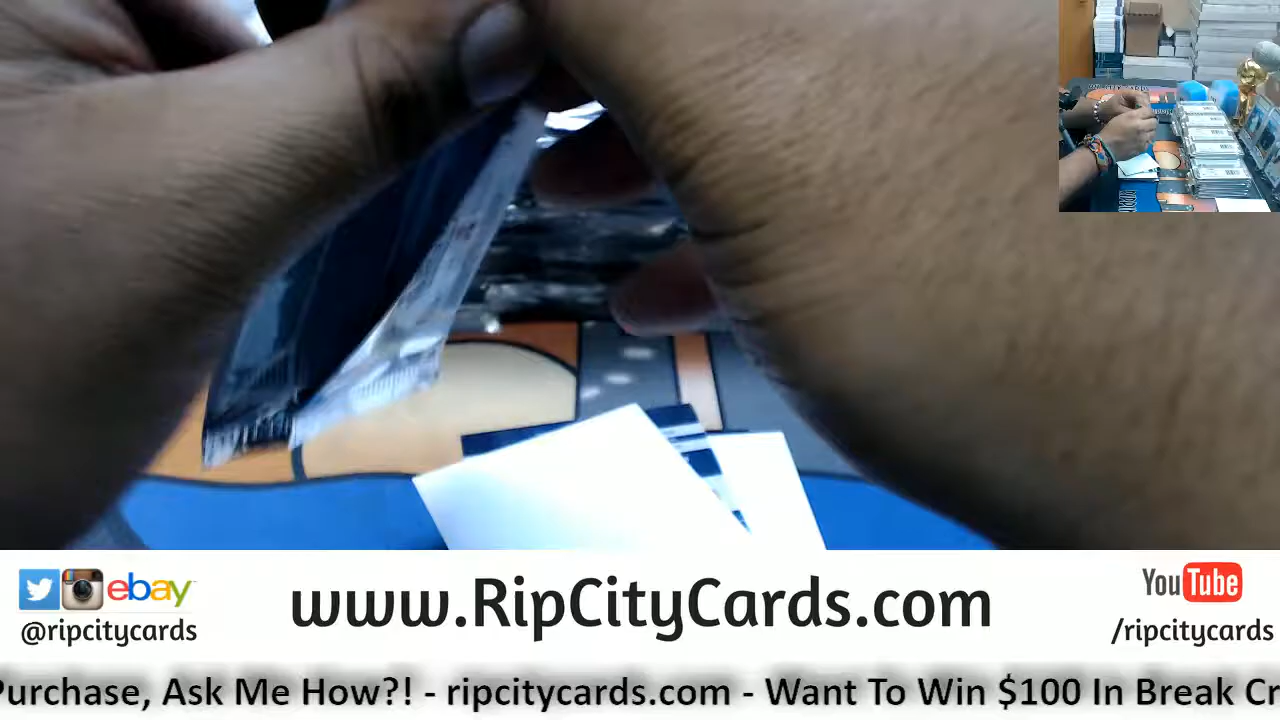 ebay
@ripcitycards
www.RipCityCards.com
YouTube
/ripcitycards
Purchase, Ask Me How?! - ripcitycards.com - Want To Win $100 In Break Cr